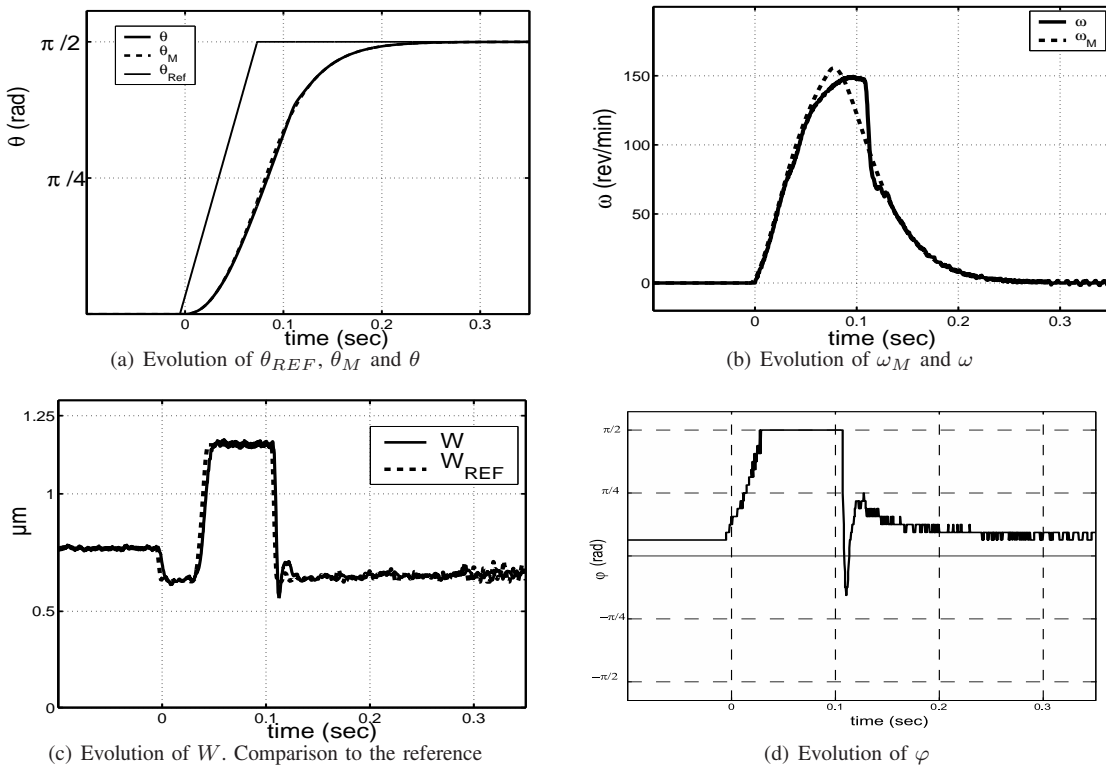 π/2
π/4
θ (rad)
θ
θ_M
θ_Ref
0
0.1
0.2
0.3
time (sec)
(a) Evolution of θ_REF, θ_M and θ
ω
ω_M
150
100
50
0
ω (rev/min)
0
0.1
0.2
0.3
time (sec)
(b) Evolution of ω_M and ω
1.25
1
0.5
0
μm
W
W_REF
0
0.1
0.2
0.3
time (sec)
(c) Evolution of W. Comparison to the reference
π/2
π/4
φ (rad)
−π/4
−π/2
0
0.1
0.2
0.3
time (sec)
(d) Evolution of φ